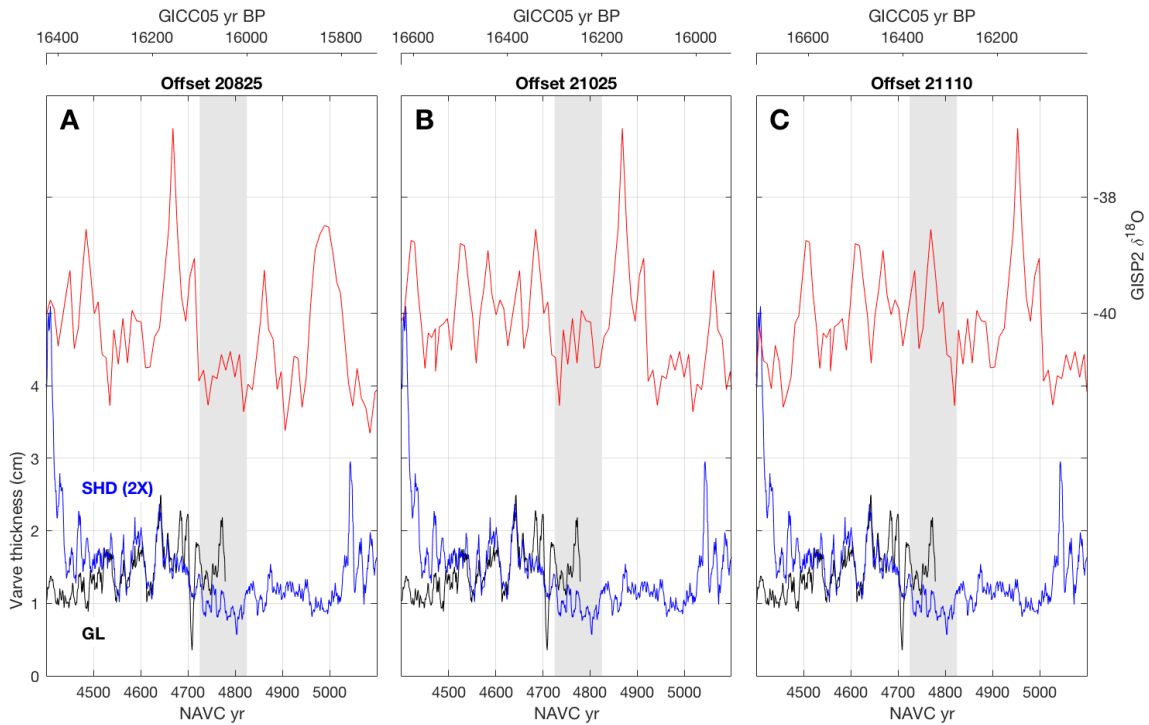 GICC05 yr BP GICC05 yr BP GICC05 yr BP
16400 16200 16000 15800 16600 16400 16200 16000 16600 16400 16200
Offset 20825 Offset 21025 Offset 21110
A B C
-38
-40
GISP2 δ18O
4
3
2
1
0
Varve thickness (cm)
SHD (2X)
GL
4500 4600 4700 4800 4900 5000 4500 4600 4700 4800 4900 5000 4500 4600 4700 4800 4900 5000
NAVC yr NAVC yr NAVC yr